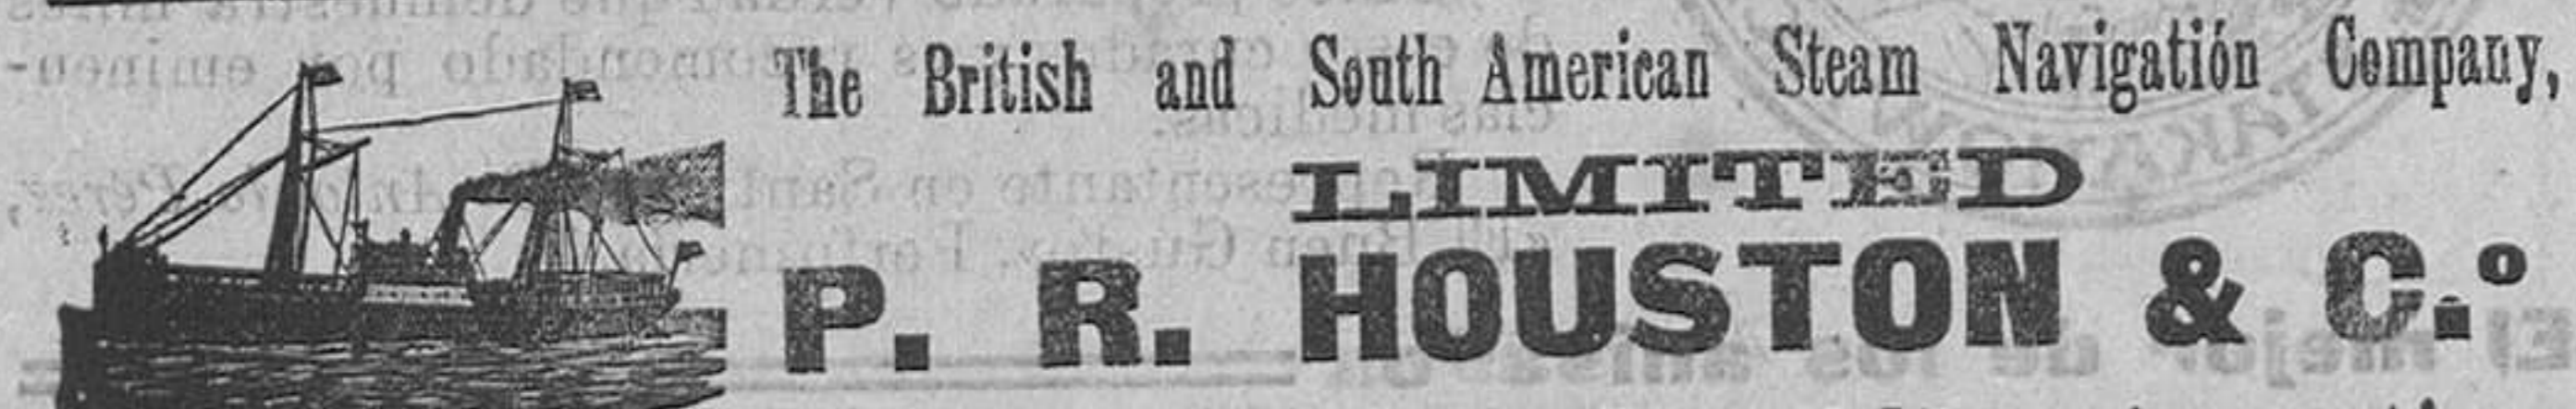 The British and South American Steam Navigatión Company,
LIMITED
P. R. HOUSTON & C.º